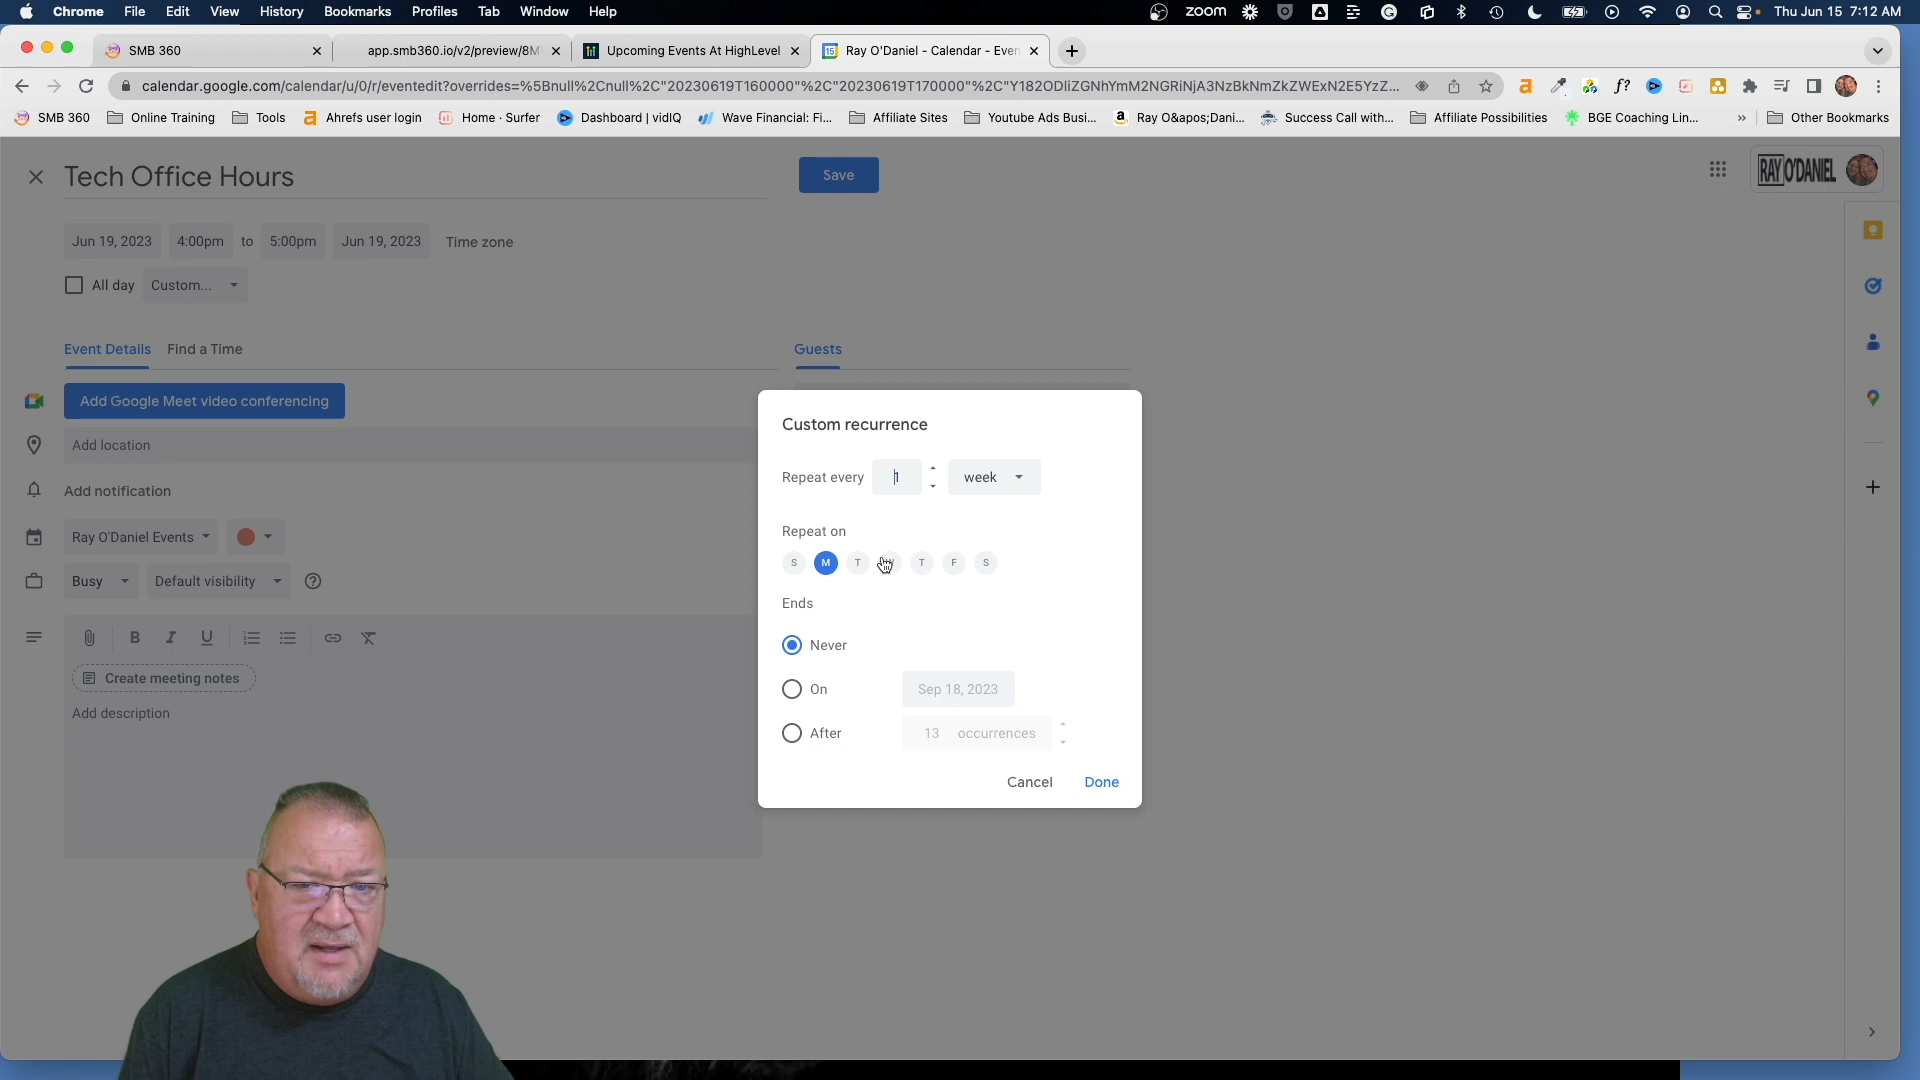 Chrome File Edit View History Bookmarks Profiles Tab Window Help zoom Thu Jun 15 7:12 AM
SMB 360 app.smb360.io/v2/preview/8M Upcoming Events At HighLevel Ray O'Daniel - Calendar - Even
calendar.google.com/calendar/u/0/r/eventedit?overrides=%5Bnull%2Cnull%2C"20230619T160000"%2C"20230619T170000"%2C"Y182ODliZGNhYmM2NGRiNjA3NzBkNmZkZWExN2E5YzZ...
SMB 360 Online Training Tools Ahrefs user login Home · Surfer Dashboard | vidIQ Wave Financial: Fi... Affiliate Sites Youtube Ads Busi... Ray O&apos;Dani... Success Call with... Affiliate Possibilities BGE Coaching Lin... » Other Bookmarks
Tech Office Hours Save RAY O'DANIEL
Jun 19, 2023 4:00pm to 5:00pm Jun 19, 2023 Time zone
All day Custom...
Event Details Find a Time Guests
Add Google Meet video conferencing
Add location
Add notification
Ray O'Daniel Events
Busy Default visibility
Create meeting notes
Add description
Custom recurrence
Repeat every 1 week
Repeat on
S M T W T F S
Ends
Never
On Sep 18, 2023
After 13 occurrences
Cancel Done